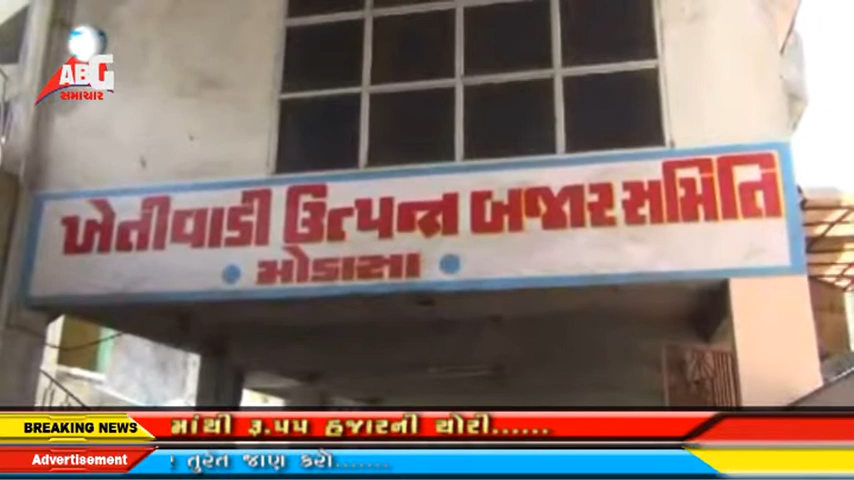 ABG
સમાચાર
ખેતીવાડી ઉત્પન્ન બજાર સમિતિ
મોડાસા
BREAKING NEWS
માંથી રૂ.૫૫ હજારની ચોરી......
Advertisement
તુરંત જાણ કરો.......